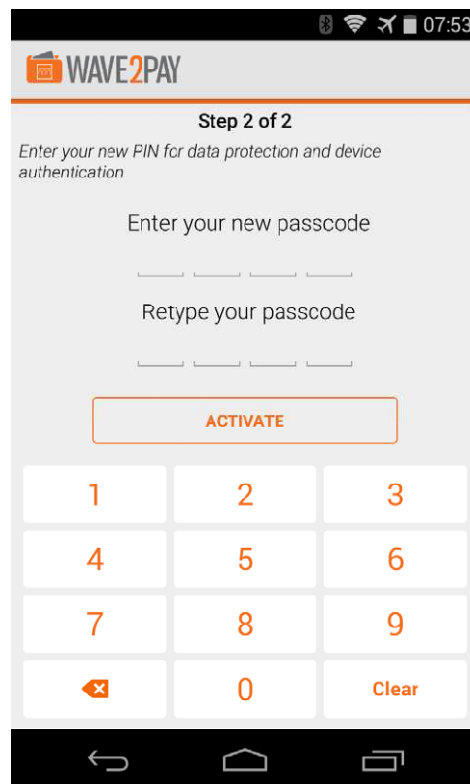 07:53
WAVE2PAY
Step 2 of 2
Enter your new PIN for data protection and device
authentication
Enter your new passcode
Retype your passcode
ACTIVATE
1 2 3
4 5 6
7 8 9
0 Clear